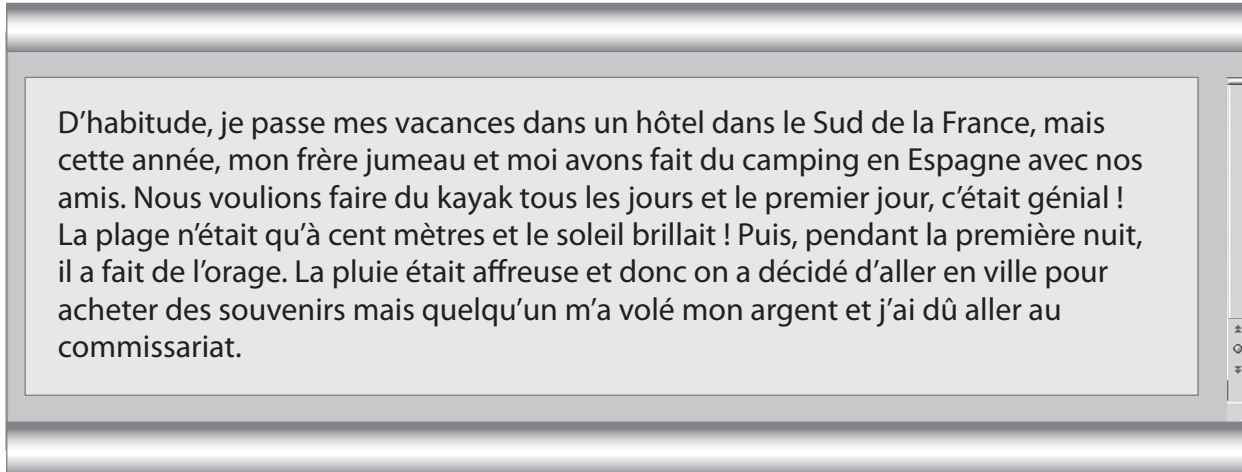 D’habitude, je passe mes vacances dans un hôtel dans le Sud de la France, mais
cette année, mon frère jumeau et moi avons fait du camping en Espagne avec nos
amis. Nous voulions faire du kayak tous les jours et le premier jour, c’était génial !
La plage n’était qu’à cent mètres et le soleil brillait ! Puis, pendant la première nuit,
il a fait de l’orage. La pluie était affreuse et donc on a décidé d’aller en ville pour
acheter des souvenirs mais quelqu’un m’a volé mon argent et j’ai dû aller au
commissariat.